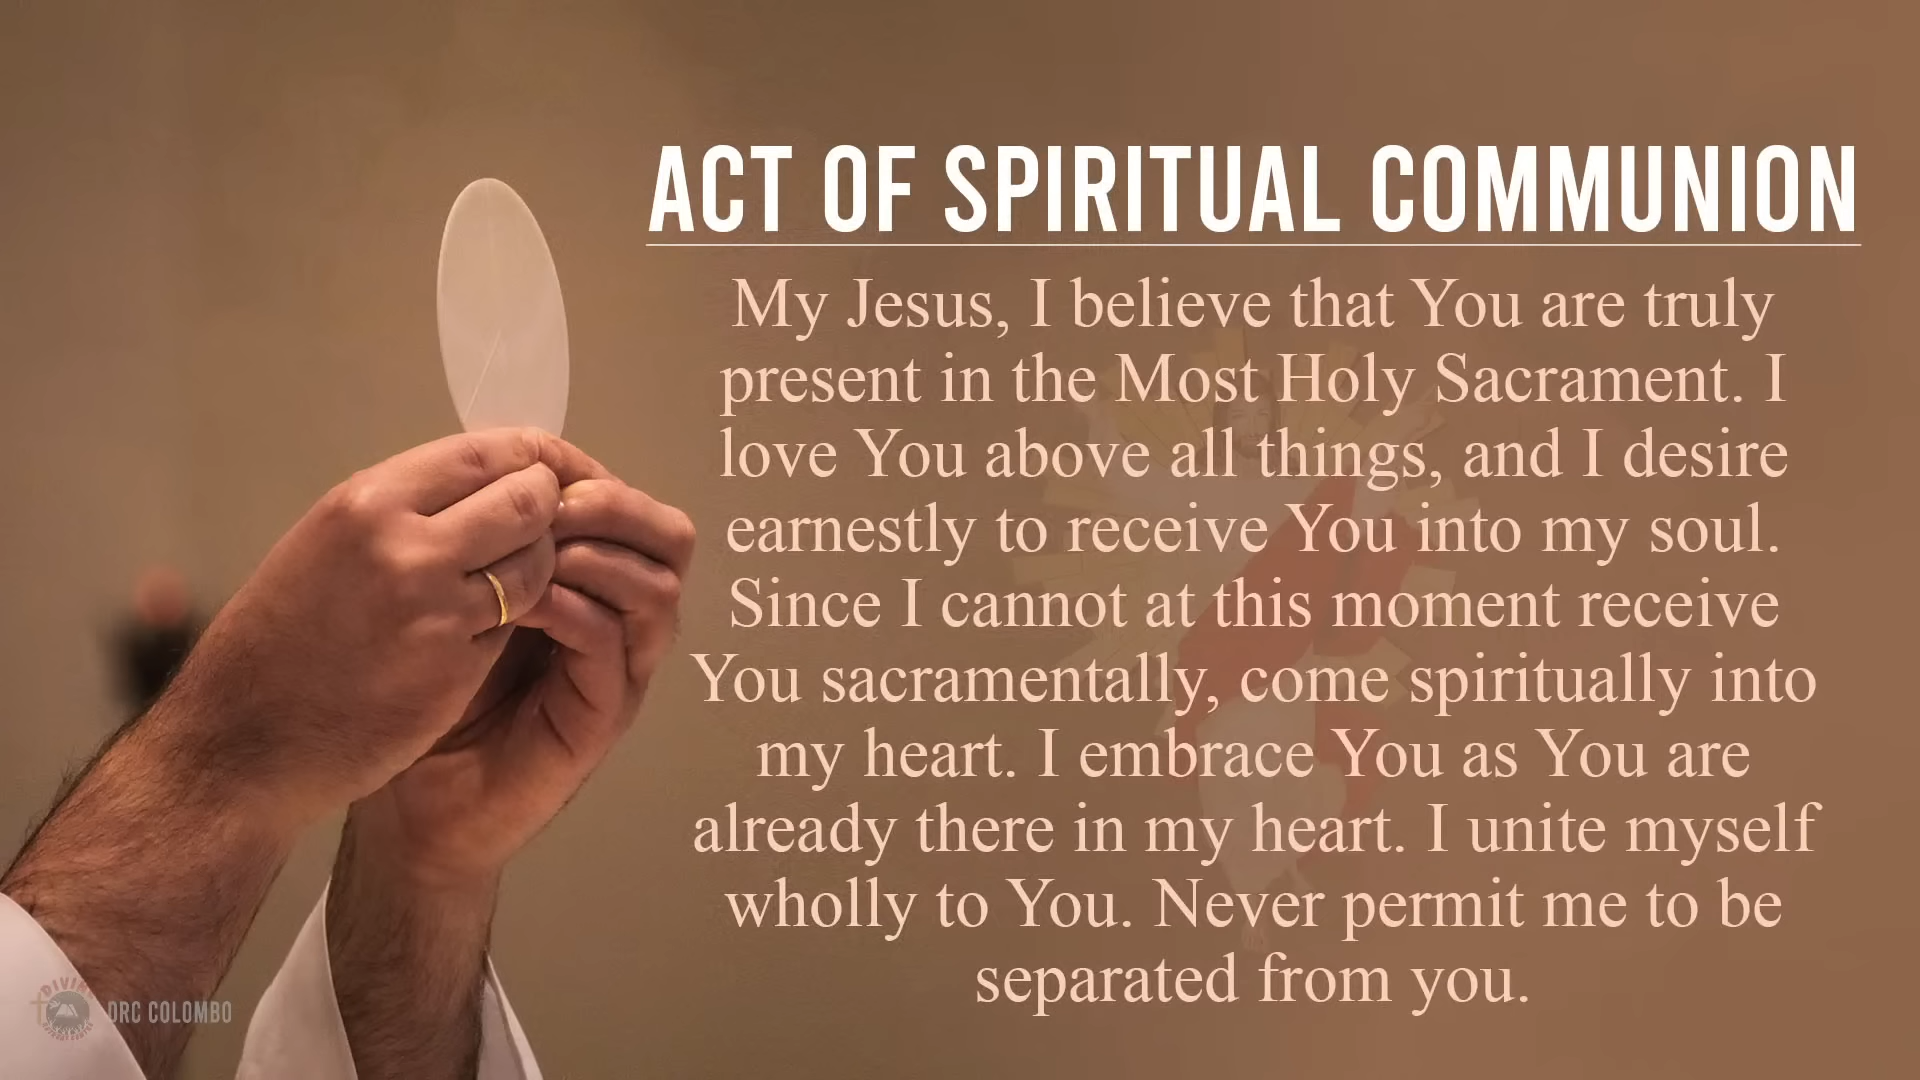 ACT OF SPIRITUAL COMMUNION
My Jesus, I believe that You are truly
present in the Most Holy Sacrament. I
love You above all things, and I desire
earnestly to receive You into my soul.
Since I cannot at this moment receive
You sacramentally, come spiritually into
my heart. I embrace You as You are
already there in my heart. I unite myself
wholly to You. Never permit me to be
separated from you.
DIVINE
DRC COLOMBO